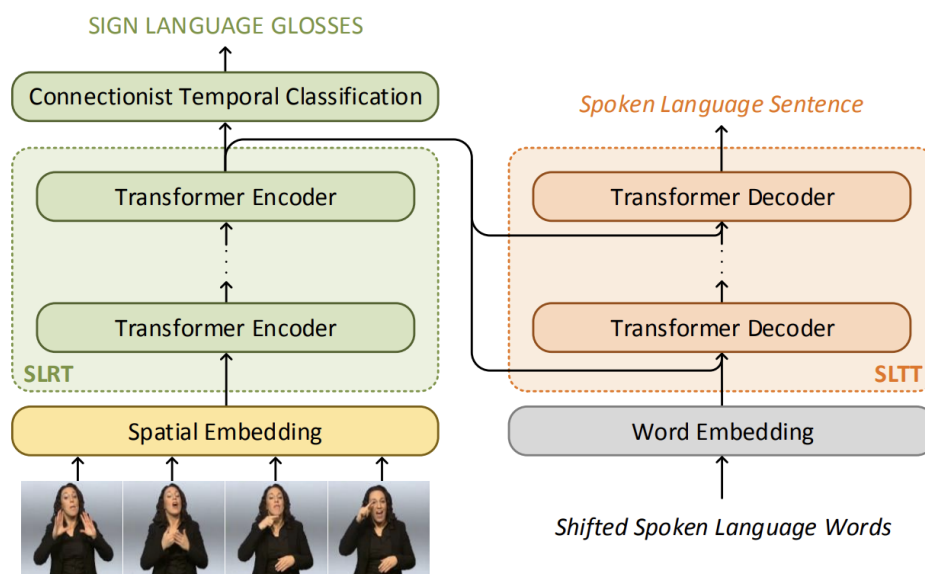 SIGN LANGUAGE GLOSSES
Connectionist Temporal Classification
Transformer Encoder
Transformer Encoder
SLRT
Spatial Embedding
Spoken Language Sentence
Transformer Decoder
Transformer Decoder
SLTT
Word Embedding
Shifted Spoken Language Words